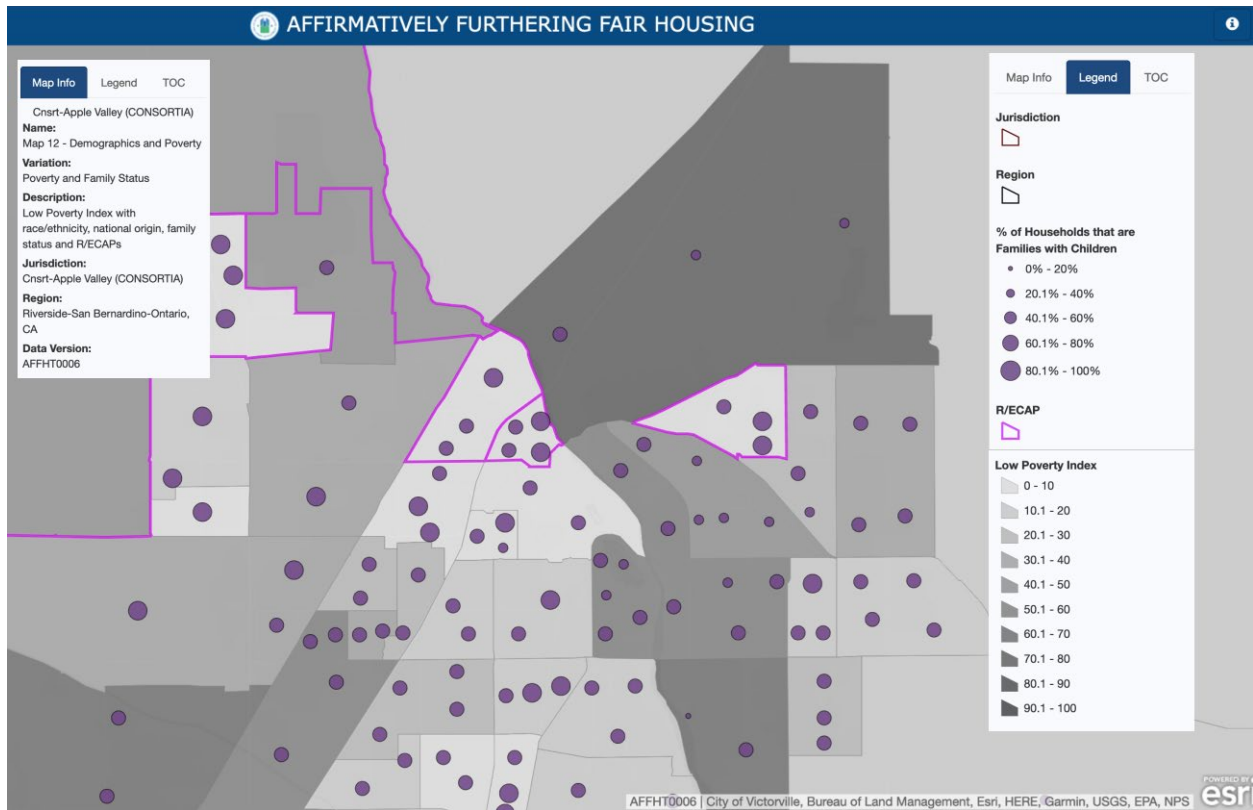 AFFIRMATIVELY FURTHERING FAIR HOUSING
Map Info Legend TOC
Cnsrt-Apple Valley (CONSORTIA)
Name:
Map 12 - Demographics and Poverty
Variation:
Poverty and Family Status
Description:
Low Poverty Index with
race/ethnicity, national origin, family
status and R/ECAPs
Jurisdiction:
Cnsrt-Apple Valley (CONSORTIA)
Region:
Riverside-San Bernardino-Ontario,
CA
Data Version:
AFFHT0006
Map Info Legend TOC
Jurisdiction
Region
% of Households that are
Families with Children
0% - 20%
20.1% - 40%
40.1% - 60%
60.1% - 80%
80.1% - 100%
R/ECAP
Low Poverty Index
0 - 10
10.1 - 20
20.1 - 30
30.1 - 40
40.1 - 50
50.1 - 60
60.1 - 70
70.1 - 80
80.1 - 90
90.1 - 100
AFFHT0006 | City of Victorville, Bureau of Land Management, Esri, HERE, Garmin, USGS, EPA, NPS
POWERED BY
esri